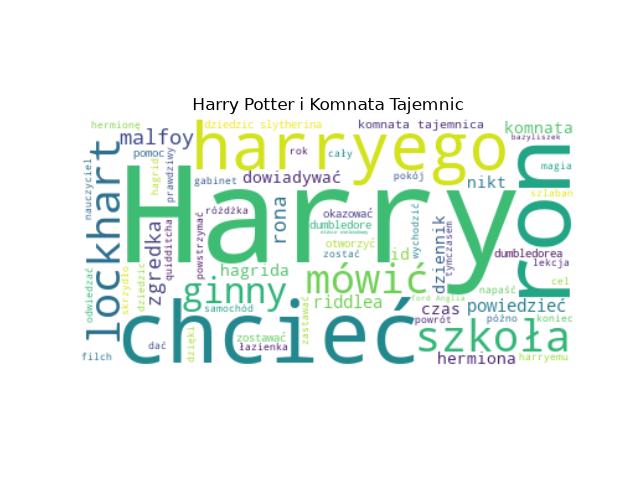 Harry Potter i Komnata Tajemnic
hermionę
dziedzic slytherina
komnata tajemnica
komnata
malfoy
harryego
bazyliszek
pomoc
rok
cały
ron
nauczyciel
lockhart
hagrid
prawdziwy
gabinet
dowiadywać
pokój
nikt
magia
szlaban
Harry
zgredka
quidditcha
powstrzymać
różdżka
rona
okazować
dumbledore
otworzyć
zostać
wychodzić
dziennik
tymczasem
dumbledorea
lekcja
odwiedzać
skrzydło
dziedzic
hagrida
id
mówić
cel
ginny
riddlea
ford Anglia
napaść
samochód
czas
powiedzieć
chcieć
zastawać
powrót
późno
koniec
zostawać
szkoła
filch
dać
dzięki
łazienka
hermiona
harryemu